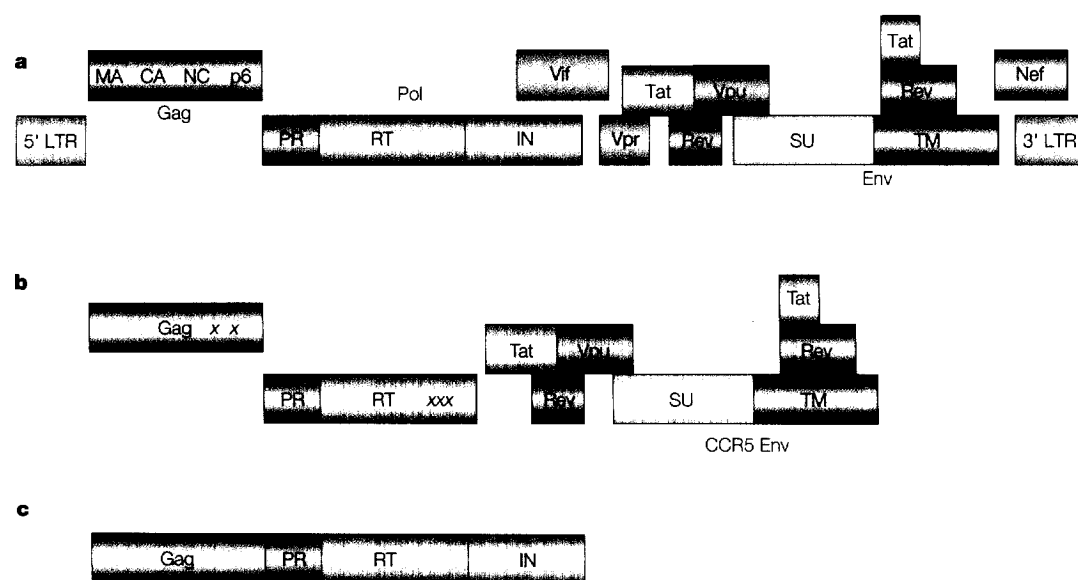 a
Tat
MA CA NC p6
Vif
Tat
Vpu
Rev
Nef
Gag
Pol
5' LTR
PR
RT
IN
Vpr
Rev
SU
TM
3' LTR
Env
b
Tat
Gag x x
Tat
Vpu
Rev
PR
RT xxx
Rev
SU
TM
CCR5 Env
c
Gag
PR
RT
IN